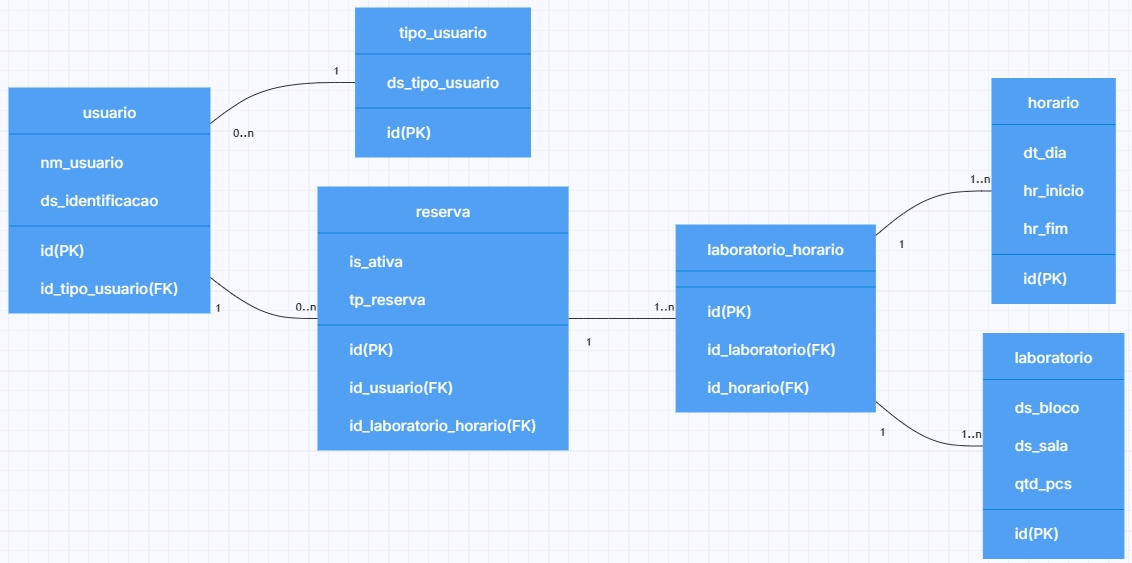 tipo_usuario
ds_tipo_usuario
id(PK)
1
0..n
usuario
nm_usuario
ds_identificacao
id(PK)
id_tipo_usuario(FK)
1
0..n
reserva
is_ativa
tp_reserva
id(PK)
id_usuario(FK)
id_laboratorio_horario(FK)
1
1..n
laboratorio_horario
id(PK)
id_laboratorio(FK)
id_horario(FK)
1
1..n
horario
dt_dia
hr_inicio
hr_fim
id(PK)
1
1..n
laboratorio
ds_bloco
ds_sala
qtd_pcs
id(PK)